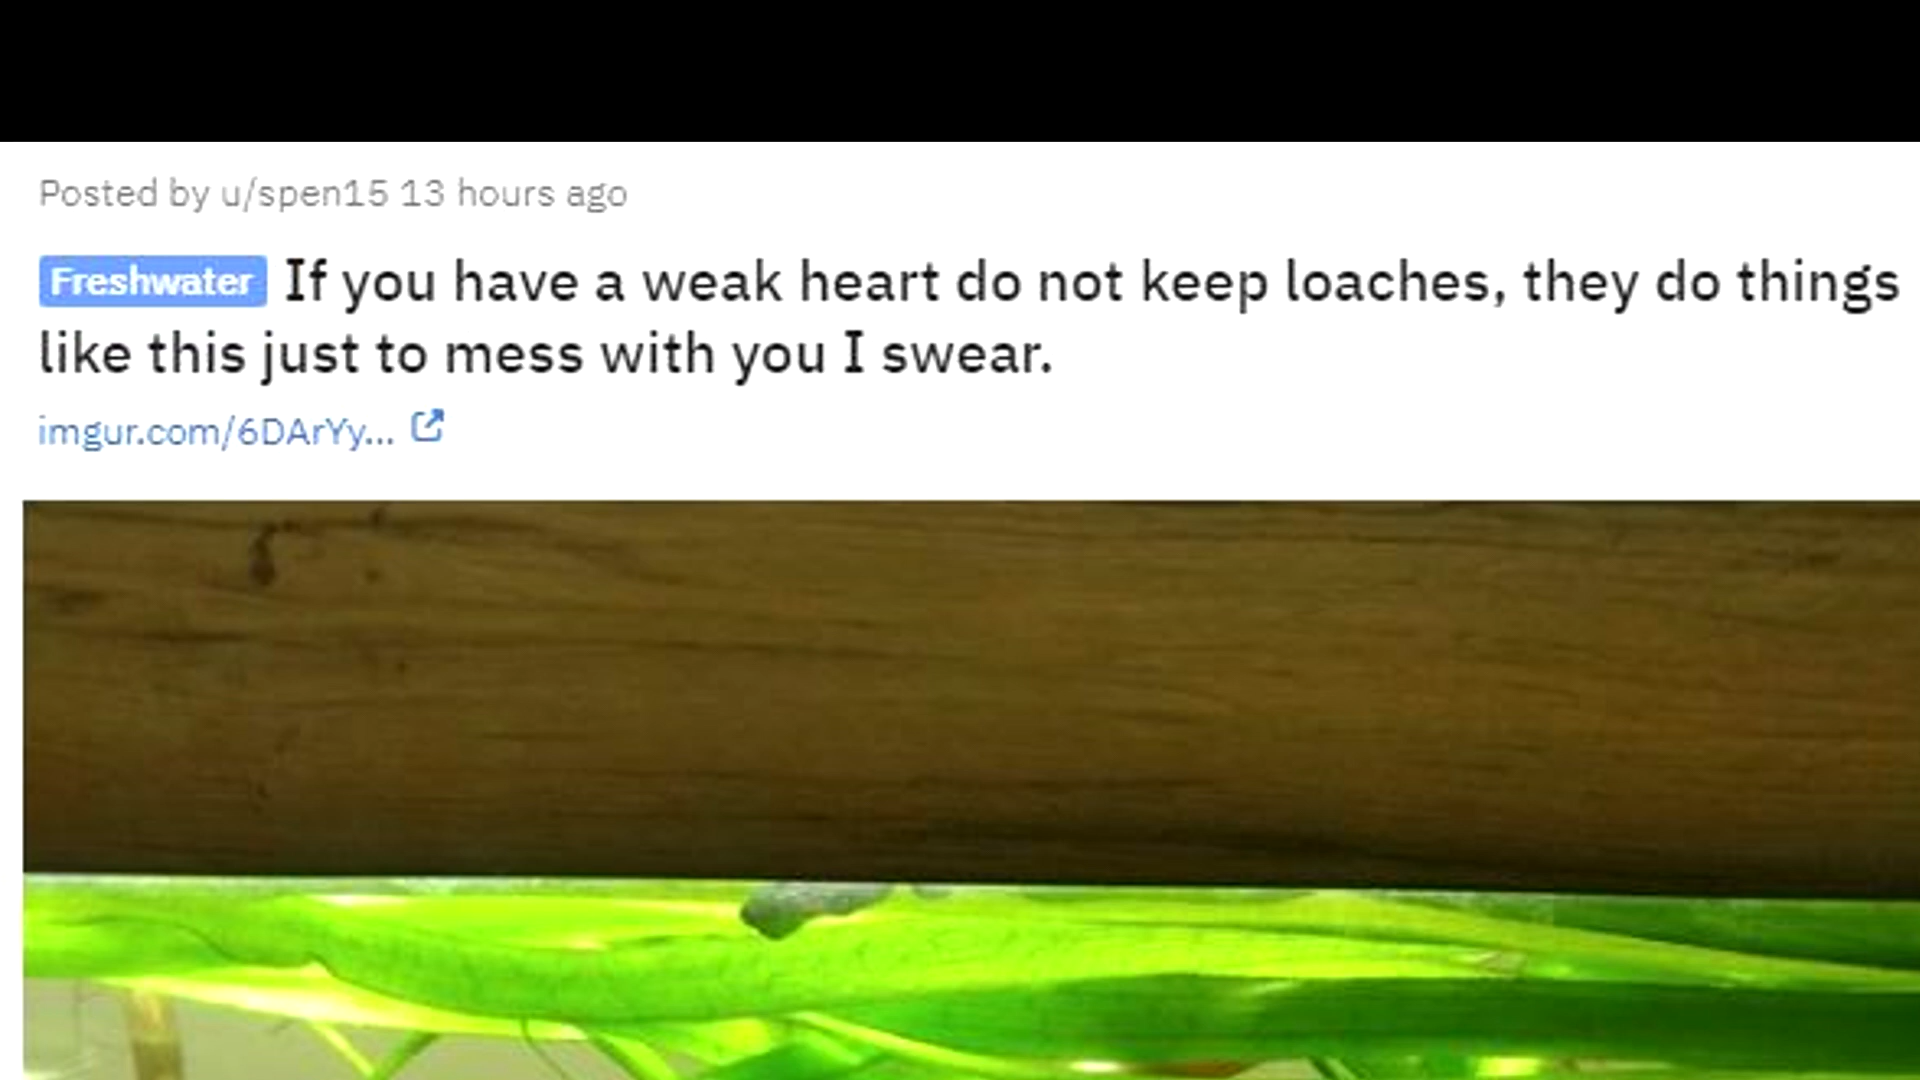 Posted by u/spen15 13 hours ago
Freshwater If you have a weak heart do not keep loaches, they do things
like this just to mess with you I swear.
imgur.com/6DArYy...